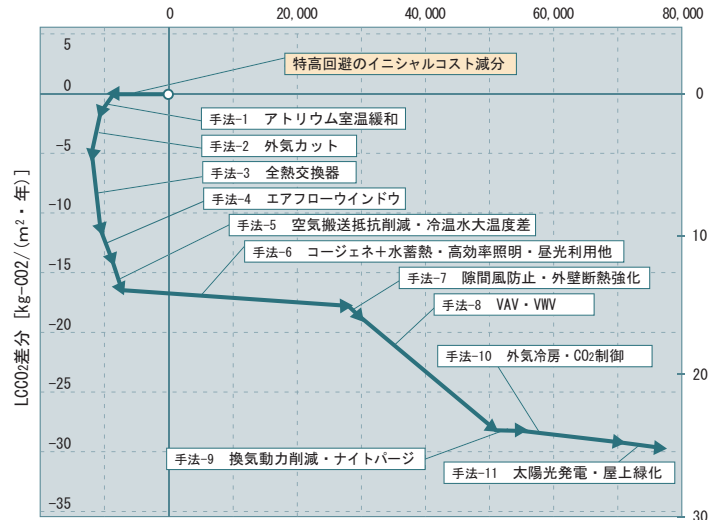 0 20,000 40,000 60,000 80,000
5
0
-5
-10
-15
-20
-25
-30
-35
LCCO2差分 [kg-CO2/(m²・年)]
特高回避のイニシャルコスト減分
手法-1 アトリウム室温緩和
手法-2 外気カット
手法-3 全熱交換器
手法-4 エアフローウインドウ
手法-5 空気搬送抵抗削減・冷温水大温度差
手法-6 コージェネ+水蓄熱・高効率照明・昼光利用他
手法-7 隙間風防止・外壁断熱強化
手法-8 VAV・VWV
手法-10 外気冷房・CO2制御
手法-9 換気動力削減・ナイトパージ
手法-11 太陽光発電・屋上緑化
0
10
20
30